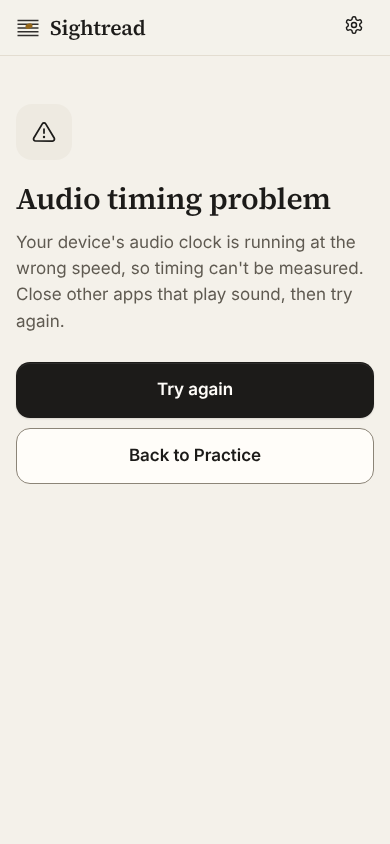 Sightread
Audio timing problem
Your device's audio clock is running at the
wrong speed, so timing can't be measured.
Close other apps that play sound, then try
again.
Try again
Back to Practice